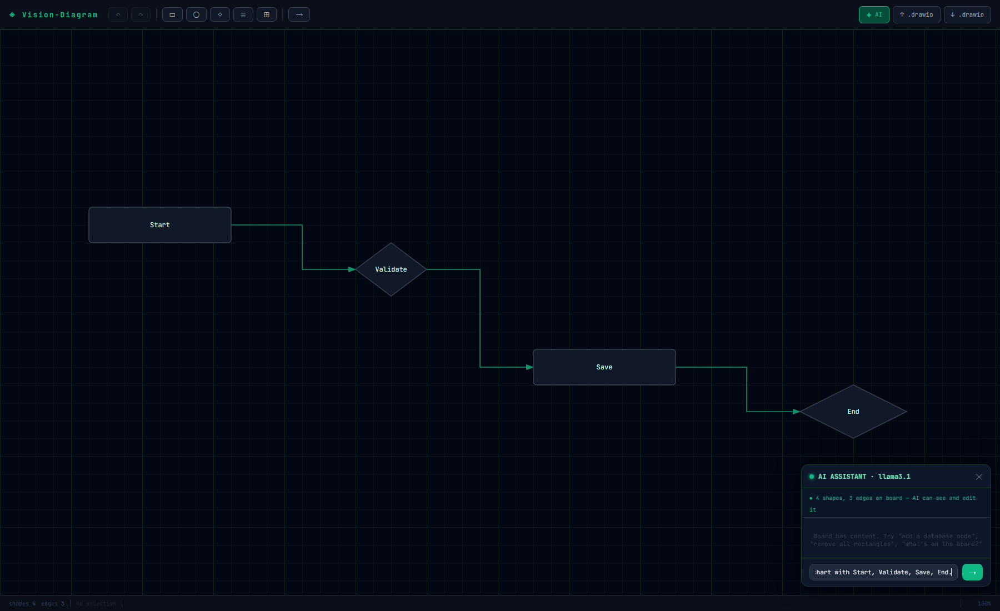 Vision-Diagram
AI
↑ .drawio
↓ .drawio
Start
Validate
Save
End
AI ASSISTANT · llama3.1
● 4 shapes, 3 edges on board — AI can see and edit
it
Board has content. Try "add a database node",
"remove all rectangles", "what's on the board?"
hart with Start, Validate, Save, End.
shapes 4 edges 3 no selection
100%